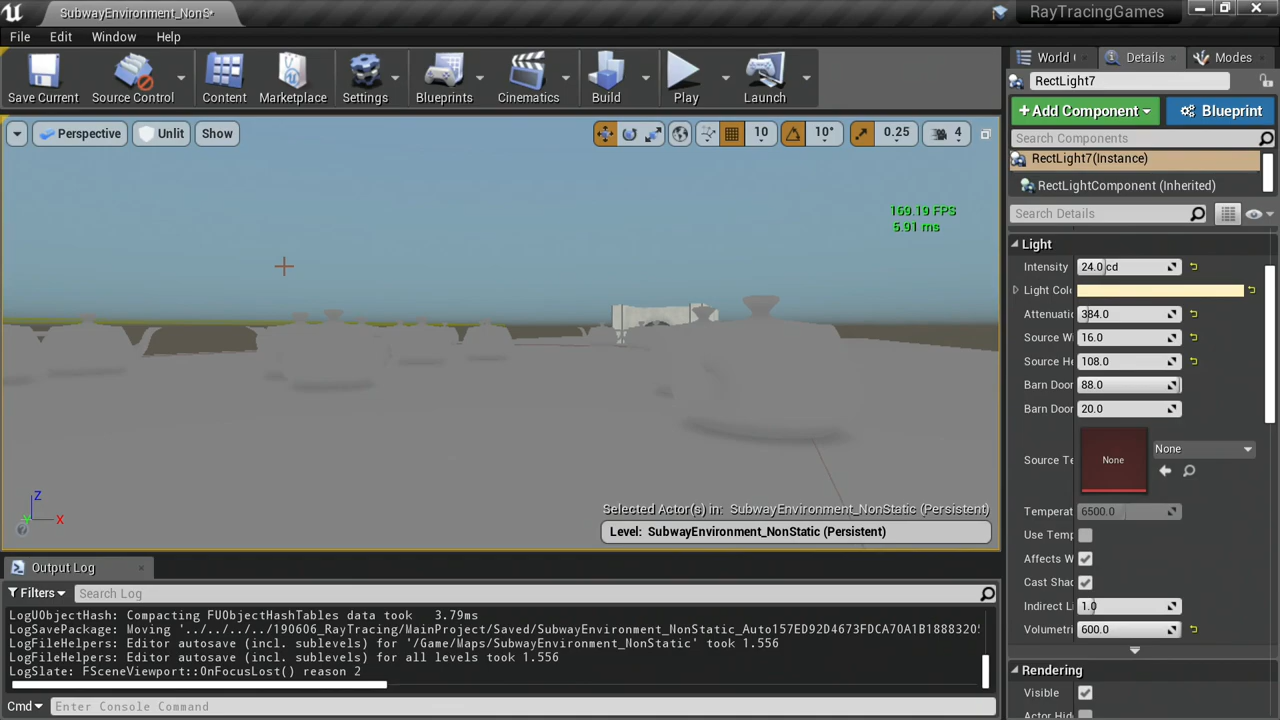 SubwayEnvironment_NonS•
RayTracingGames
File Edit Window Help
Save Current
Source Control
Content
Marketplace
Settings
Blueprints
Cinematics
Build
Play
Launch
Perspective
Unlit
Show
10
10°
0.25
4
169.19 FPS
5.91 ms
Z
X
Selected Actor(s) in: SubwayEnvironment_NonStatic (Persistent)
Level: SubwayEnvironment_NonStatic (Persistent)
Output Log
Filters
Search Log
LogUObjectHash: Compacting FUObjectHashTables data took 3.79ms
LogSavePackage: Moving '../../../../190606_RayTracing/MainProject/Saved/SubwayEnvironment_NonStatic_Auto157ED92D4673FDCA70A1B1888320
LogFileHelpers: Editor autosave (incl. sublevels) for '/Game/Maps/SubwayEnvironment_NonStatic' took 1.556
LogFileHelpers: Editor autosave (incl. sublevels) for all levels took 1.556
LogSlate: FSceneViewport::OnFocusLost() reason 2
Cmd
Enter Console Command
World
Details
Modes
RectLight7
+Add Component
Blueprint
Search Components
RectLight7(Instance)
RectLightComponent (Inherited)
Search Details
Light
Intensity 24.0 cd
Light Col
Attenuatic 384.0
Source W 16.0
Source He 108.0
Barn Door 88.0
Barn Door 20.0
Source Te None None
Temperat 6500.0
Use Temp
Affects W
Cast Shad
Indirect L 1.0
Volumetri 600.0
Rendering
Visible
Actor Hid